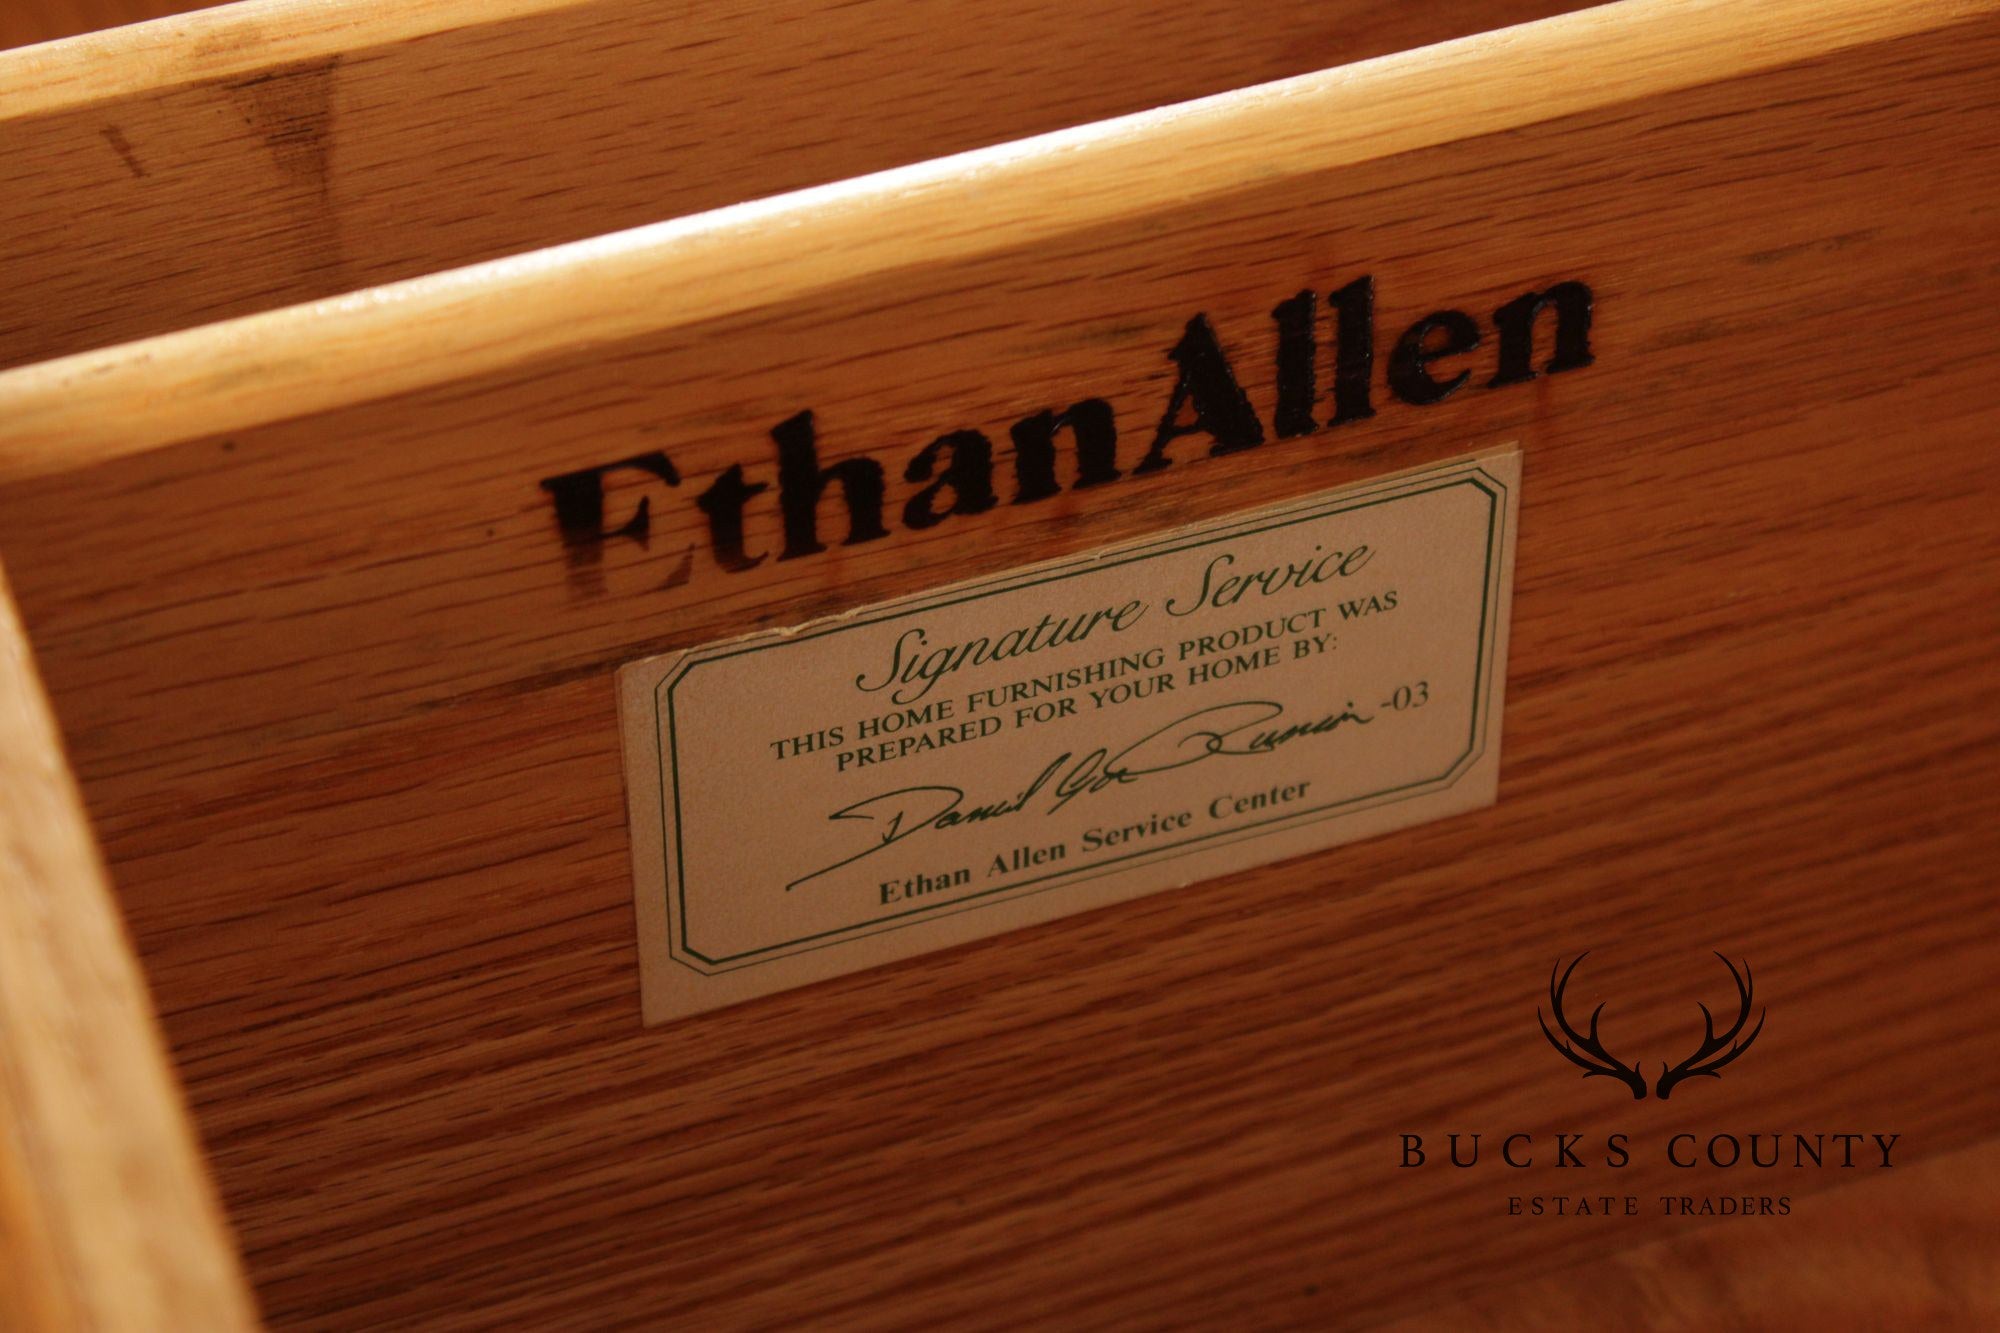 EthanAllen
Signature Service
THIS HOME FURNISHING PRODUCT WAS
PREPARED FOR YOUR HOME BY:
Daniel -03
Ethan Allen Service Center
BUCKS COUNTY
ESTATE TRADERS